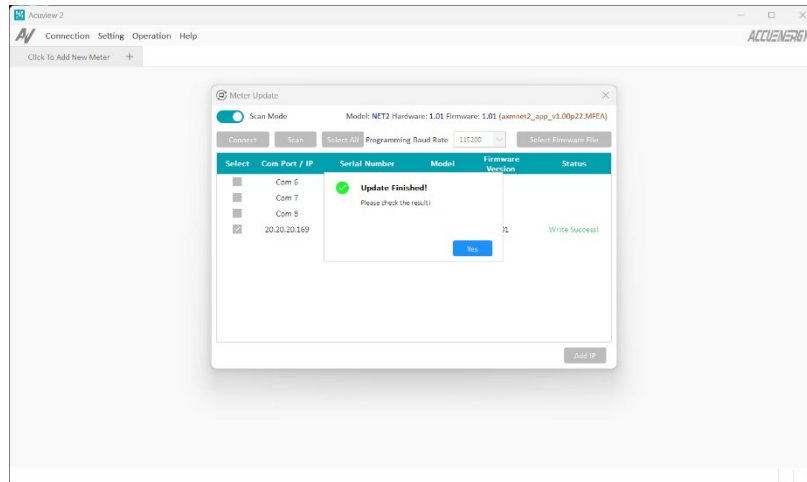 Acuview 2
Connection Setting Operation Help
ACCUENERGY
Click To Add New Meter +
Meter Update
Scan Mode Model: NET2 Hardware: 1.01 Firmware: 1.01 (axmnet2_app_v1.00p22.MFEA)
Connect Scan Select All Programming Baud Rate 115200 Select Firmware File
Select Com Port / IP Serial Number Model Firmware Version Status
Com 6
Com 7
Com 8
20.20.20.169 01 Write Success!
Update Finished!
Please check the result!
Yes
Add IP